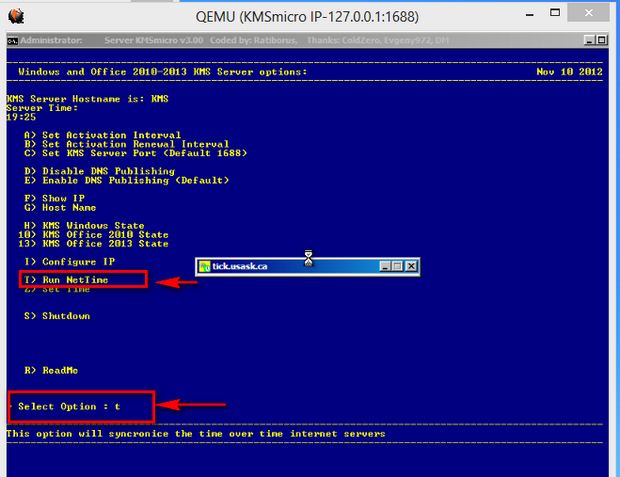 QEMU (KMSmicro IP-127.0.0.1:1688)
Administrator: Server KMSmicro v3.00 Coded by: Ratiborus, Thanks: ColdZero, Evgeny972, DM
Windows and Office 2010-2013 KMS Server options: Nov 10 2012
KMS Server Hostname is: KMS
Server Time:
19:25
A) Set Activation Interval
B) Set Activation Renewal Interval
C) Set KMS Server Port (Default 1688)
D) Disable DNS Publishing
E) Enable DNS Publishing (Default)
F) Show IP
G) Host Name
H) KMS Windows State
10) KMS Office 2010 State
13) KMS Office 2013 State
I) Configure IP
tick.usask.ca
T) Run NetTime
Z) Set Time
S) Shutdown
R) ReadMe
Select Option : t
This option will syncronice the time over time internet servers